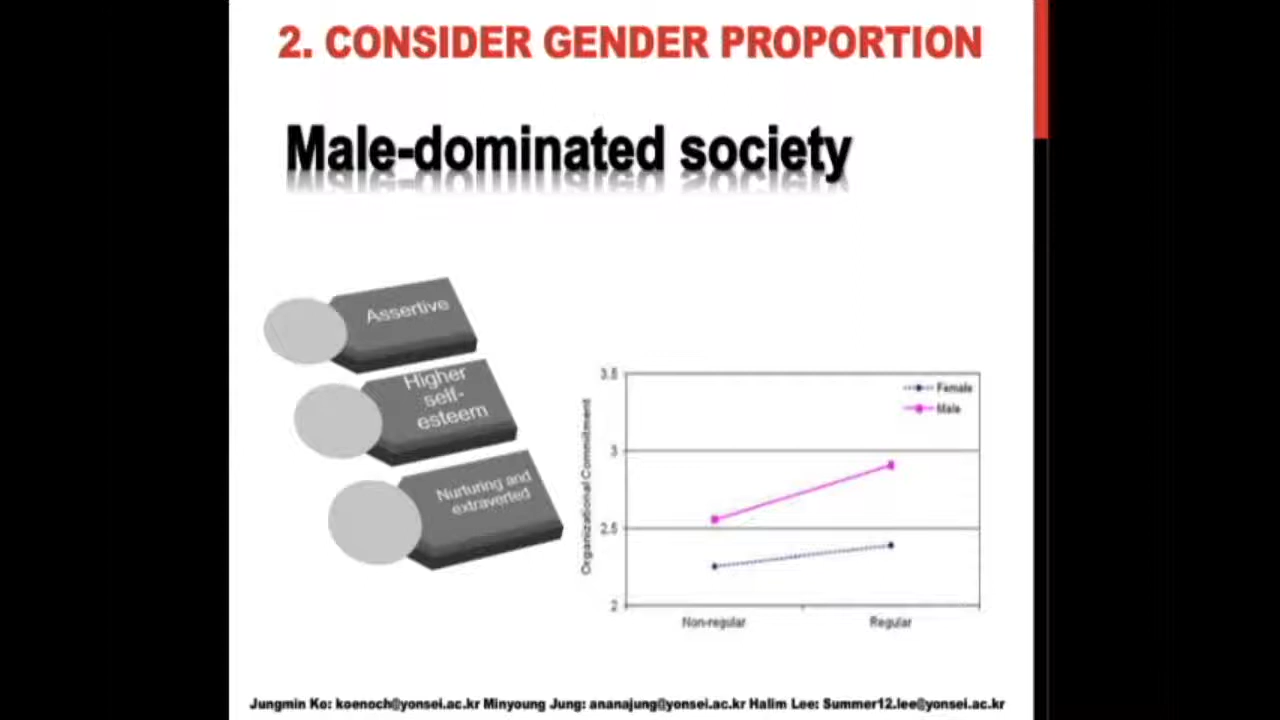 2. CONSIDER GENDER PROPORTION
Male-dominated society
Assertive
Higher
self-
esteem
Nurturing and
extraverted
Organizational Commitment
3.5
3
2.5
2
Female
Male
Non-regular
Regular
Jungmin Ko: koenoch@yonsei.ac.kr Minyoung Jung: ananajung@yonsei.ac.kr Halim Lee: Summer12.lee@yonsei.ac.kr